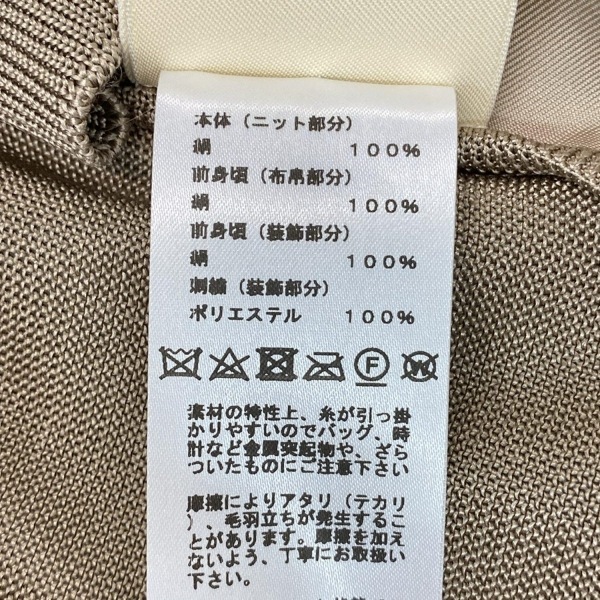 本体（ニット部分）
絹 １００％
前身頃（布帛部分）
絹 １００％
前身頃（装飾部分）
絹 １００％
刺繍（装飾部分）
ポリエステル １００％
F W
素材の特性上、糸が引っ掛
かりやすいのでバッグ、時
計など金属突起物や、ざら
ついたものにご注意下さい
摩擦によりアタリ（テカリ
）、毛羽立ちが発生するこ
とがあります。摩擦を加え
ないよう、丁寧にお取扱い
下さい。